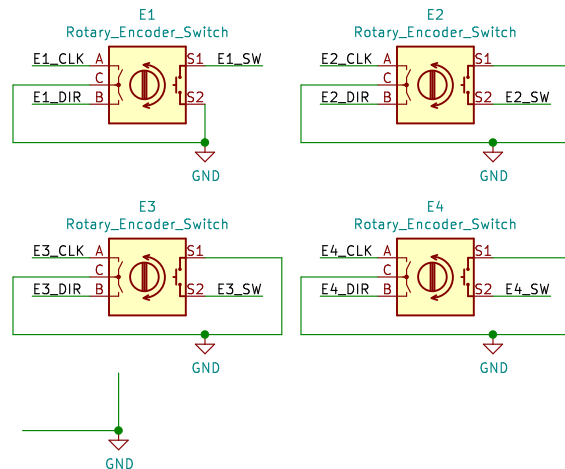 E1
Rotary_Encoder_Switch
E1_CLK A S1 E1_SW
C
E1_DIR B S2
GND
E2
Rotary_Encoder_Switch
E2_CLK A S1
C
E2_DIR B S2 E2_SW
GND
E3
Rotary_Encoder_Switch
E3_CLK A S1
C
E3_DIR B S2 E3_SW
GND
E4
Rotary_Encoder_Switch
E4_CLK A S1
C
E4_DIR B S2 E4_SW
GND
GND